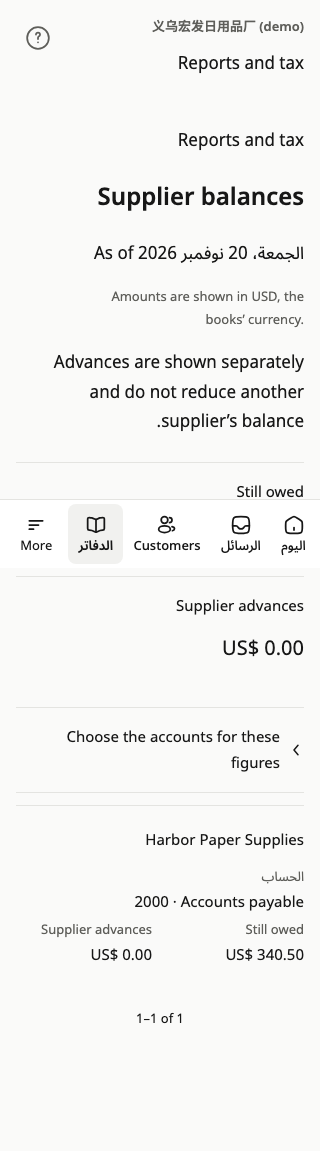 义乌宏发日用品厂 (demo)
Reports and tax
Reports and tax
Supplier balances
As of الجمعة، 20 نوفمبر 2026
Amounts are shown in USD, the
books’ currency.
Advances are shown separately
and do not reduce another
supplier’s balance.
Still owed
اليوم
الرسائل
Customers
الدفاتر
More
Supplier advances
US$ 0.00
Choose the accounts for these
figures
Harbor Paper Supplies
الحساب
2000 · Accounts payable
Still owed
US$ 340.50
Supplier advances
US$ 0.00
1–1 of 1